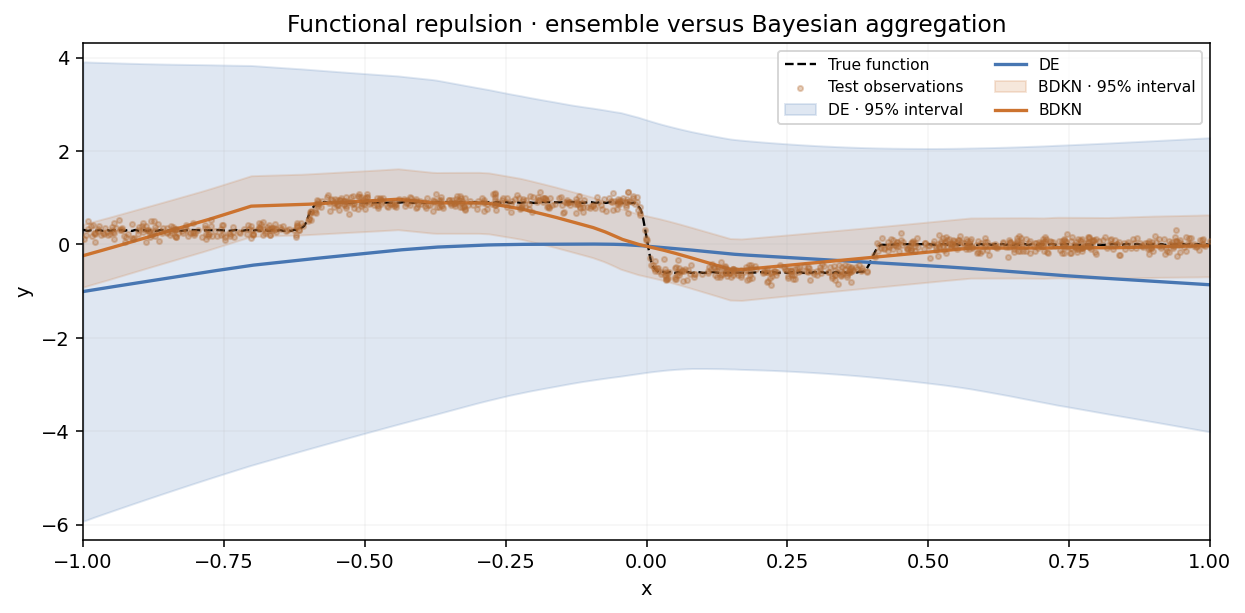 Functional repulsion · ensemble versus Bayesian aggregation
True function
Test observations
DE · 95% interval
DE
BDKN · 95% interval
BDKN
y
4
2
0
−2
−4
−6
−1.00 −0.75 −0.50 −0.25 0.00 0.25 0.50 0.75 1.00
x